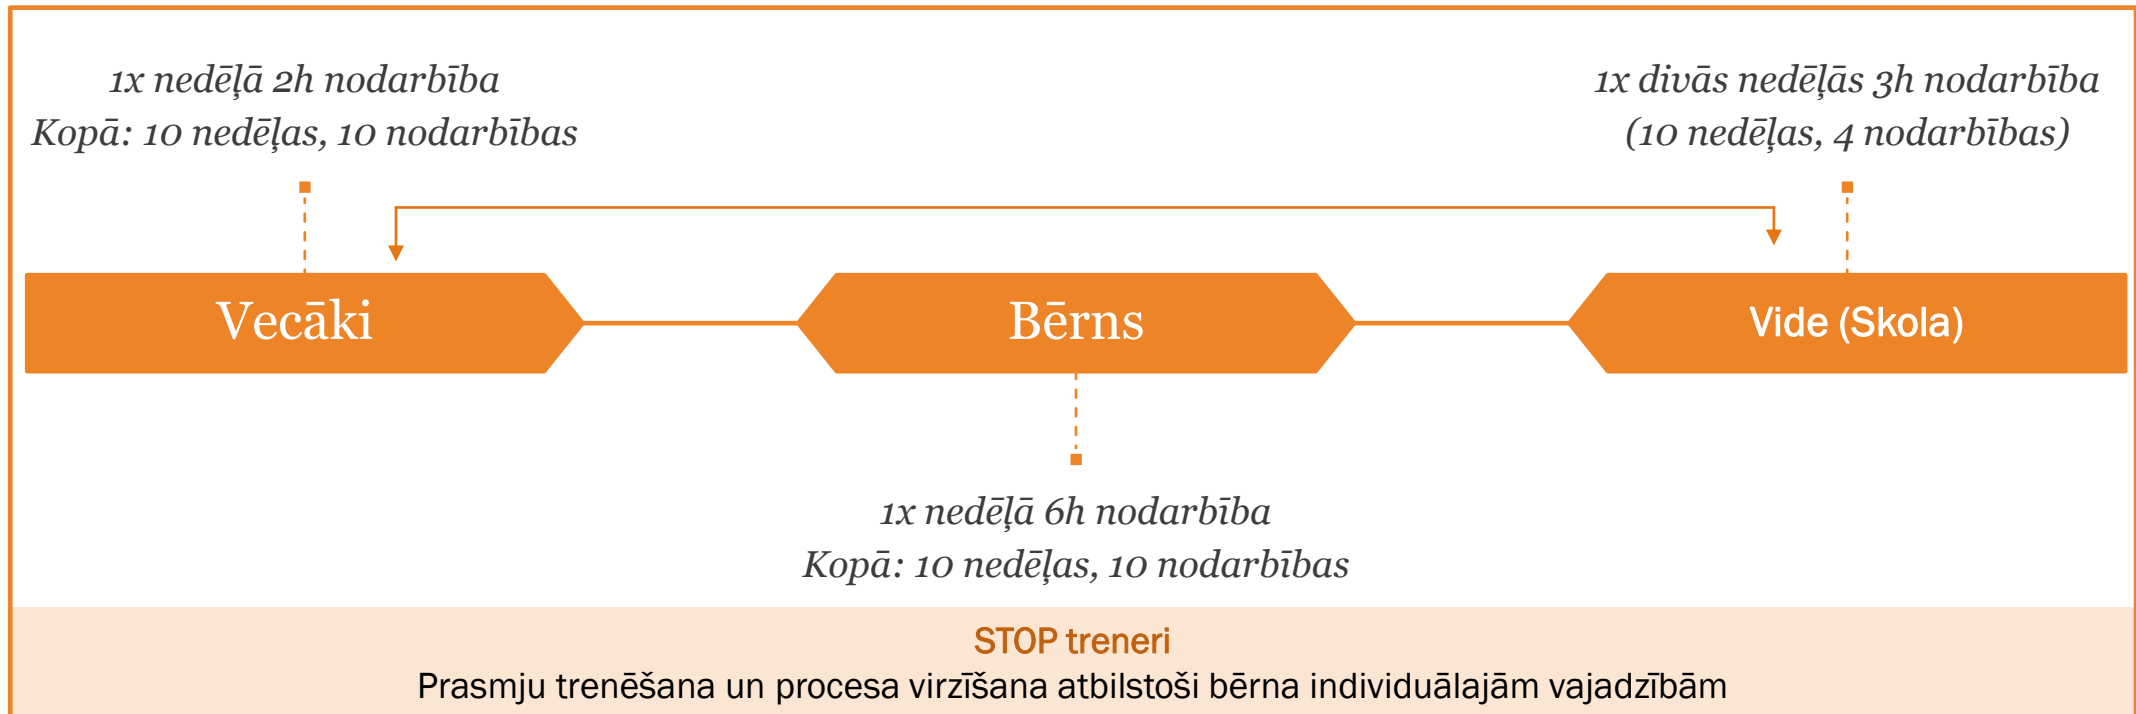 1x nedēļā 2h nodarbība
Kopā: 10 nedēļas, 10 nodarbības
1x divās nedēļās 3h nodarbība
(10 nedēļas, 4 nodarbības)
Vecāki
Bērns
Vide (Skola)
1x nedēļā 6h nodarbība
Kopā: 10 nedēļas, 10 nodarbības
STOP treneri
Prasmju trenēšana un procesa virzīšana atbilstoši bērna individuālajām vajadzībām